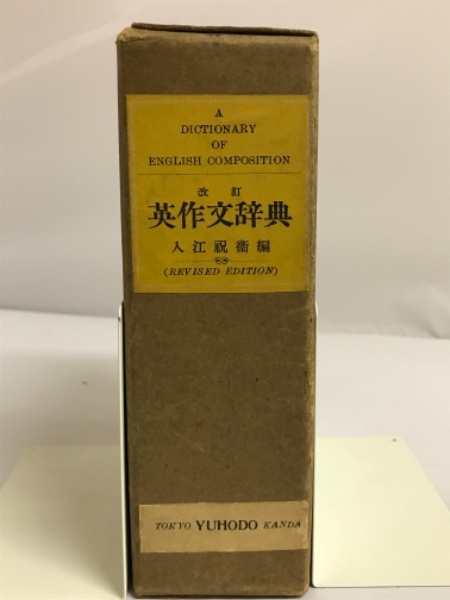 A
DICTIONARY
OF
ENGLISH COMPOSITION
改訂
英作文辞典
入江祝衛編
(REVISED EDITION)
TOKYO YUHODO KANDA